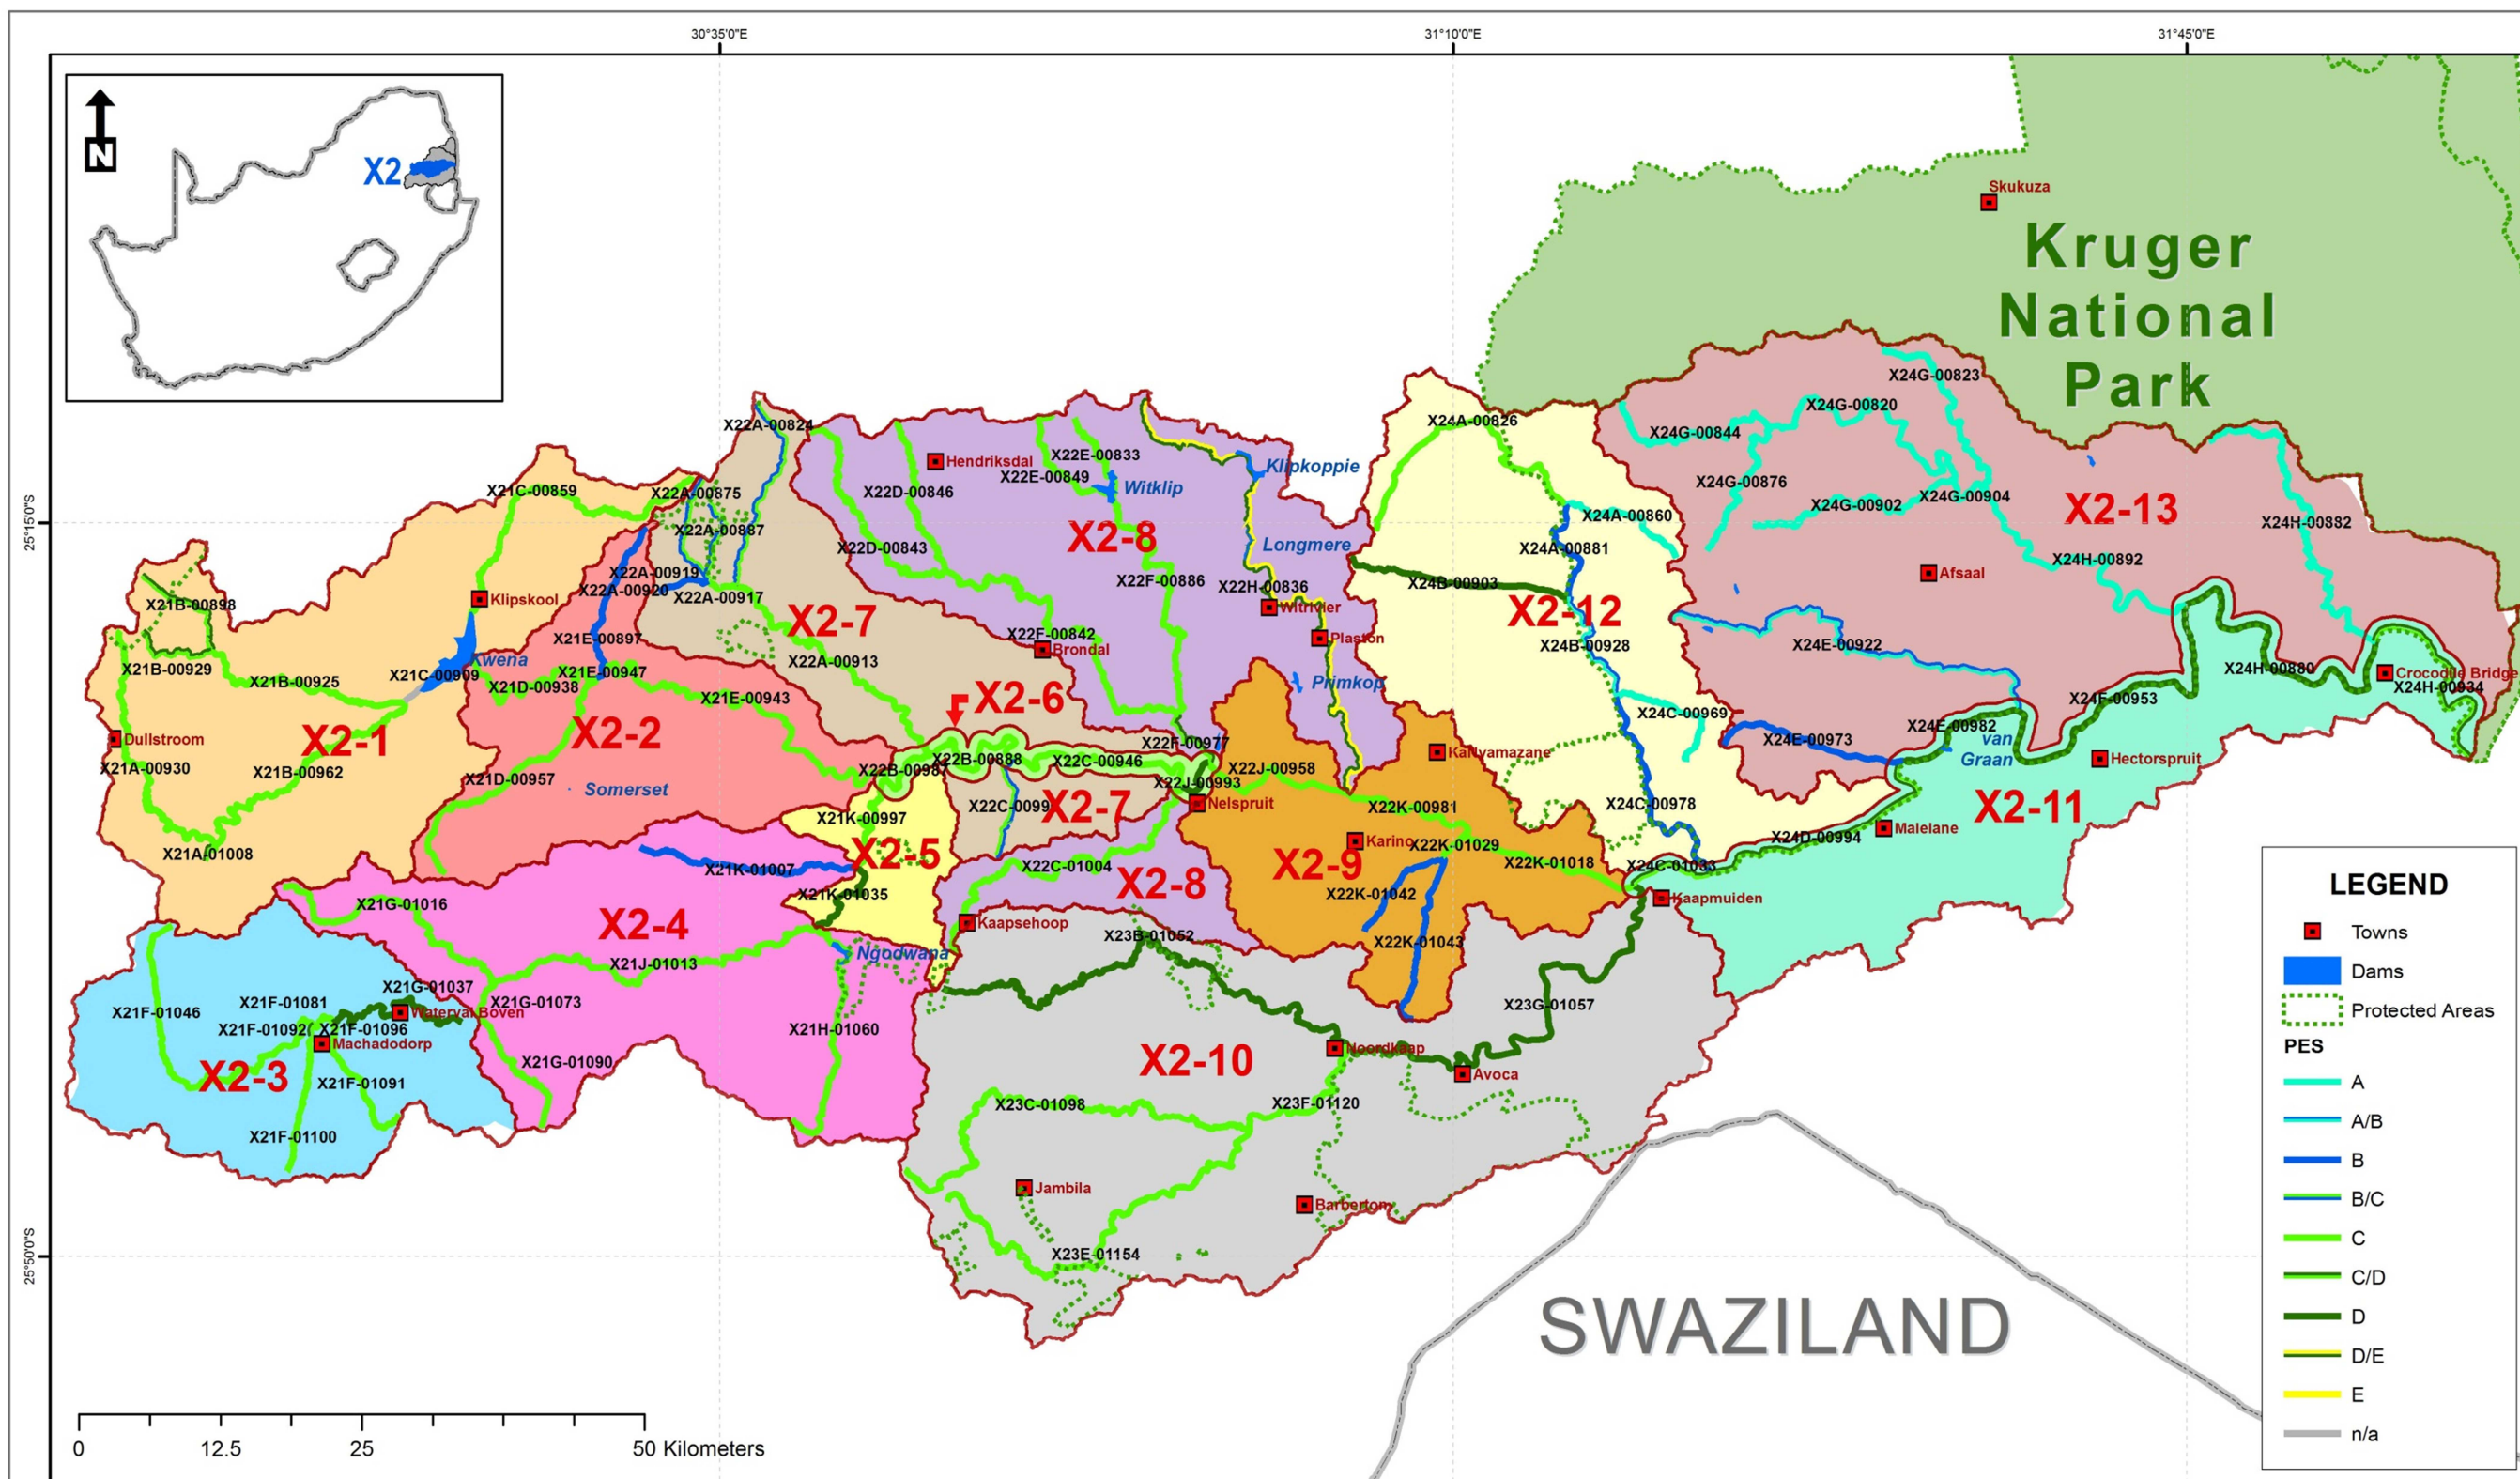 30°35'0"E
31°10'0"E
31°45'0"E
25°15'0"S
25°50'0"S
N
X2
Skukuza
Kruger
National
Park
X24G-00823
X24G-00820
X24G-00844
X24G-00876
X24G-00902
X24G-00904
X2-13
X24H-00882
X24H-00892
Afsaal
X24E-00922
X24H-00880
Crocodile Bridge
X24H-00934
X24F-00953
X24E-00982
X24E-00973
van
Graan
Hectorspruit
X2-11
Malelane
X24D-00994
X24A-00826
X24A-00860
X24A-00881
X24B-00903
X2-12
X24B-00928
X24C-00969
X24C-00978
X24C-01033
Kaapmuiden
X22A-00824
Hendriksdal
X22E-00833
X22E-00849
Witklip
Klipkoppie
X22D-00846
X2-8
Longmere
X22D-00843
X22F-00886
X22H-00836
Witrivier
Plaston
X22F-00842
Brondal
Primkop
X22A-00875
X22A-00887
X22A-00919
X22A-00920
X22A-00917
X2-7
X22A-00913
X2-6
X21C-00859
Klipskool
X21B-00898
X21B-00929
X21B-00925
X21C-00909
Kwena
X2-1
Dullstroom
X21A-00930
X21B-00962
X21A-01008
X21E-00897
X21E-00947
X21D-00938
X21E-00943
X2-2
X21D-00957
Somerset
X22B-00888
X22C-00946
X22F-00977
X22J-00993
Nelspruit
X22J-00958
X2-7
X2-8
X22C-01004
Kaapsehoop
X21K-00997
X2-5
X21K-01007
X21K-01035
X21G-01016
X2-4
X21J-01013
Ngodwana
X21G-01037
Waterval Boven
X21G-01073
X21H-01060
X21G-01090
X21F-01046
X21F-01081
X21F-01092
X21F-01096
Machadodorp
X2-3
X21F-01091
X21F-01100
Kanyamazane
X22K-00981
Karino
X22K-01029
X2-9
X22K-01018
X22K-01042
X22K-01043
X23B-01052
X23G-01057
Noordkaap
Avoca
X2-10
X23C-01098
X23F-01120
Jambila
Barberton
X23E-01154
SWAZILAND
0 12.5 25 50 Kilometers
LEGEND
Towns
Dams
Protected Areas
PES
A
A/B
B
B/C
C
C/D
D
D/E
E
n/a